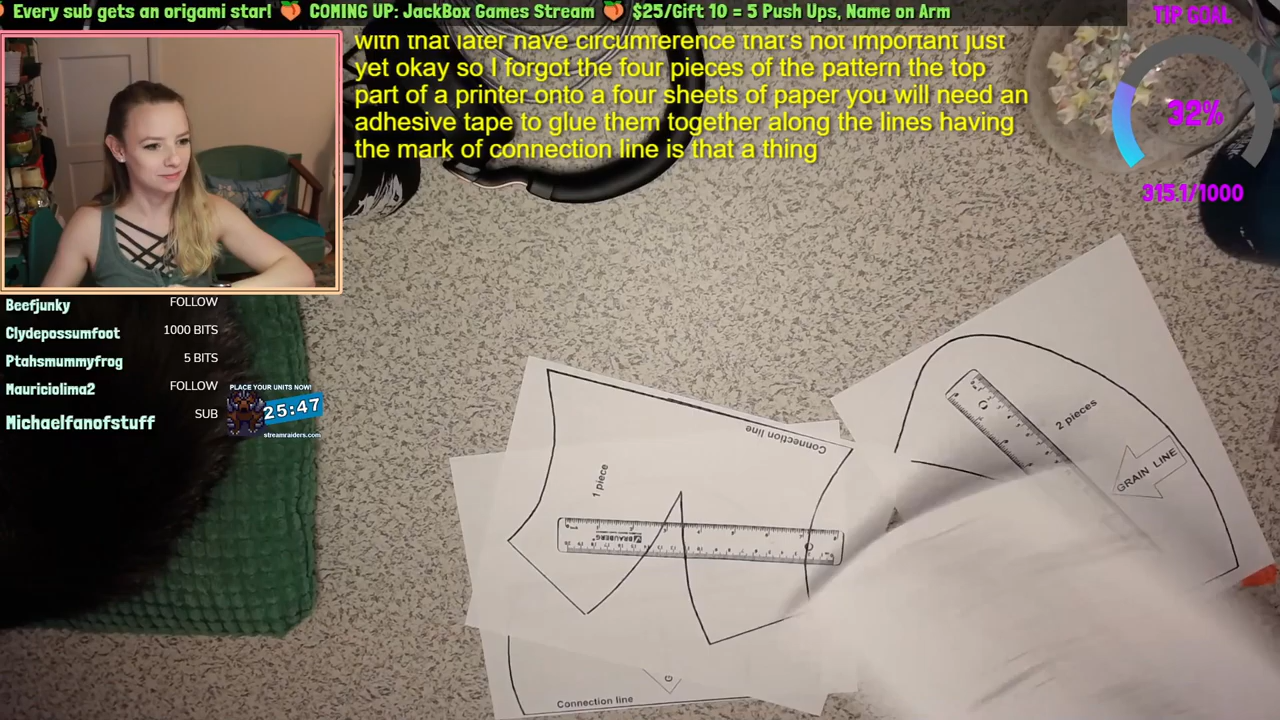 Every sub gets an origami star! COMING UP: JackBox Games Stream $25/Gift 10 = 5 Push Ups, Name on Arm
TIP GOAL
32%
315.1/1000
with that later have circumference that's not important just
yet okay so I forgot the four pieces of the pattern the top
part of a printer onto a four sheets of paper you will need an
adhesive tape to glue them together along the lines having
the mark of connection line is that a thing
Beefjunky FOLLOW
Clydepossumfoot 1000 BITS
Ptahsmummyfrog 5 BITS
Mauriciolima2 FOLLOW
Michaelfanofstuff SUB
PLACE YOUR UNITS NOW!
25:47
streamraiders.com
Connection line
1 piece
BRAUBERG
2 pieces
GRAIN LINE
G
Connection line